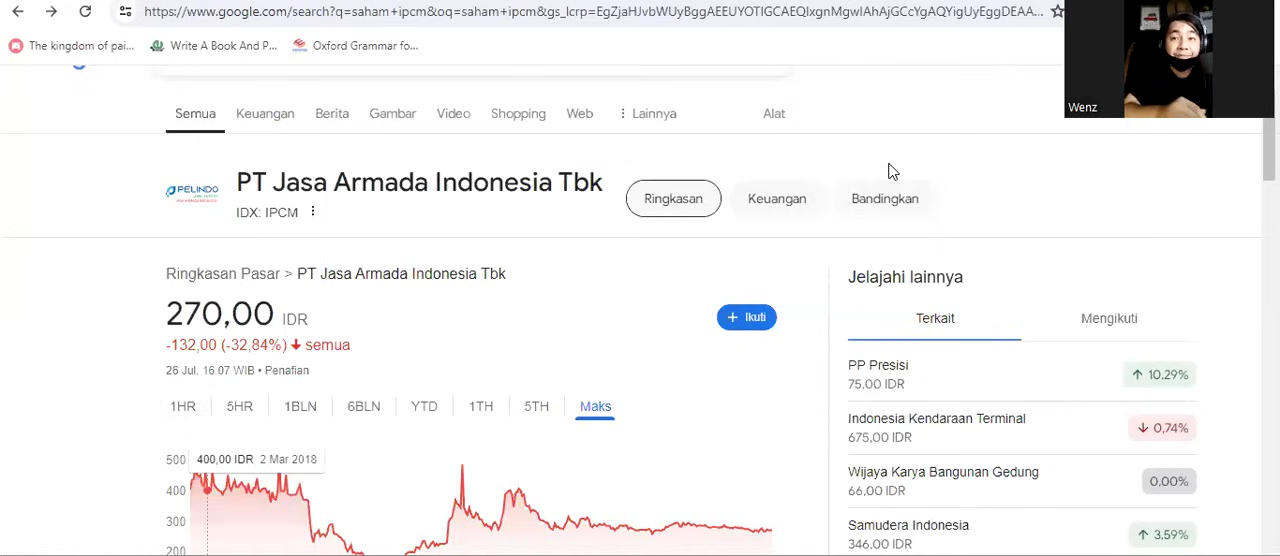 https://www.google.com/search?q=saham+ipcm&oq=saham+ipcm&gs_lcrp=EgZjaHJvbWUyBggAEEUYOTIGCAEQIxgnMgwIAhAjGCcYgAQYigUyEggDEAA...
The kingdom of pai...
Write A Book And P...
Oxford Grammar fo...
Wenz
Semua Keuangan Berita Gambar Video Shopping Web Lainnya Alat
PELINDO
PT Jasa Armada Indonesia Tbk
IDX: IPCM
Ringkasan Keuangan Bandingkan
Ringkasan Pasar > PT Jasa Armada Indonesia Tbk
270,00 IDR
+ Ikuti
-132,00 (-32,84%) ↓ semua
26 Jul. 16.07 WIB • Penafian
1HR 5HR 1BLN 6BLN YTD 1TH 5TH Maks
400,00 IDR 2 Mar 2018
500
400
300
200
Jelajahi lainnya
Terkait Mengikuti
PP Presisi
75,00 IDR
↑ 10,29%
Indonesia Kendaraan Terminal
675,00 IDR
↓ 0,74%
Wijaya Karya Bangunan Gedung
66,00 IDR
0,00%
Samudera Indonesia
346,00 IDR
↑ 3,59%